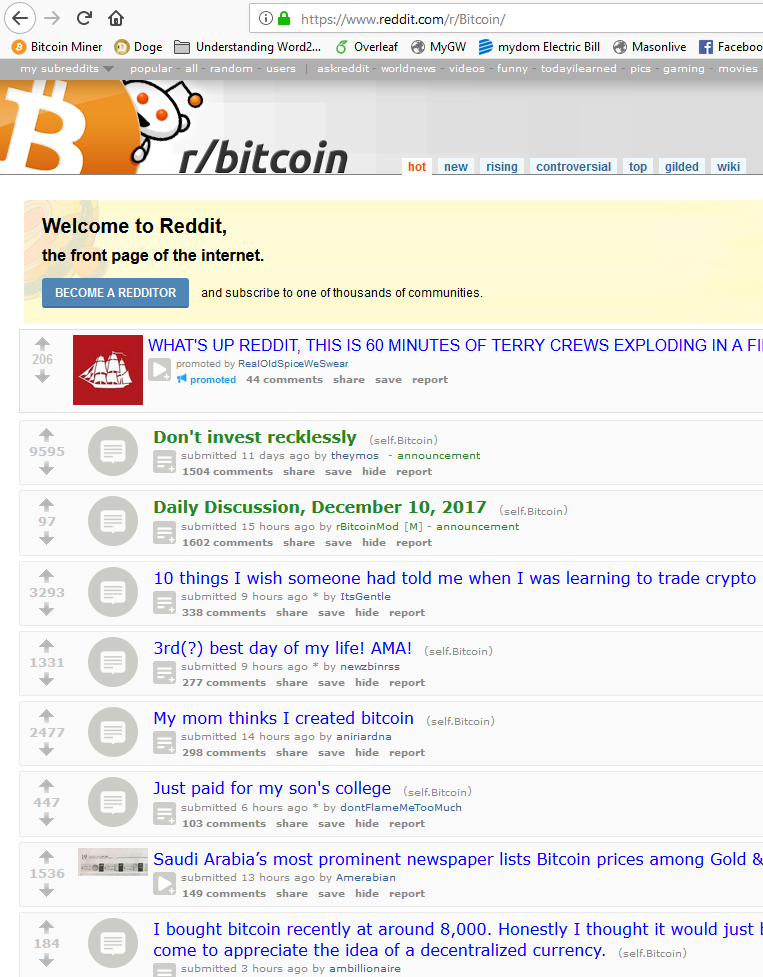 https://www.reddit.com/r/Bitcoin/
Bitcoin Miner Doge Understanding Word2... Overleaf MyGW mydom Electric Bill Masonlive Faceboo
my subreddits popular - all - random - users | askreddit - worldnews - videos - funny - todayilearned - pics - gaming - movies
r/bitcoin
hot new rising controversial top gilded wiki
Welcome to Reddit,
the front page of the internet.
BECOME A REDDITOR and subscribe to one of thousands of communities.
WHAT'S UP REDDIT, THIS IS 60 MINUTES OF TERRY CREWS EXPLODING IN A FI
206
promoted by RealOldSpiceWeSwear
promoted 44 comments share save report
Don't invest recklessly (self.Bitcoin)
9595
submitted 11 days ago by theymos - announcement
1504 comments share save hide report
Daily Discussion, December 10, 2017 (self.Bitcoin)
97
submitted 15 hours ago by rBitcoinMod [M] - announcement
1602 comments share save hide report
10 things I wish someone had told me when I was learning to trade crypto
3293
submitted 9 hours ago * by ItsGentle
338 comments share save hide report
3rd(?) best day of my life! AMA! (self.Bitcoin)
1331
submitted 9 hours ago * by newzbinrss
277 comments share save hide report
My mom thinks I created bitcoin (self.Bitcoin)
2477
submitted 14 hours ago by aniriardna
298 comments share save hide report
Just paid for my son's college (self.Bitcoin)
447
submitted 6 hours ago * by dontFlameMeTooMuch
103 comments share save hide report
Saudi Arabia’s most prominent newspaper lists Bitcoin prices among Gold &
1536
submitted 13 hours ago by Amerabian
149 comments share save hide report
I bought bitcoin recently at around 8,000. Honestly I thought it would just b
184
come to appreciate the idea of a decentralized currency. (self.Bitcoin)
submitted 3 hours ago by ambillionaire